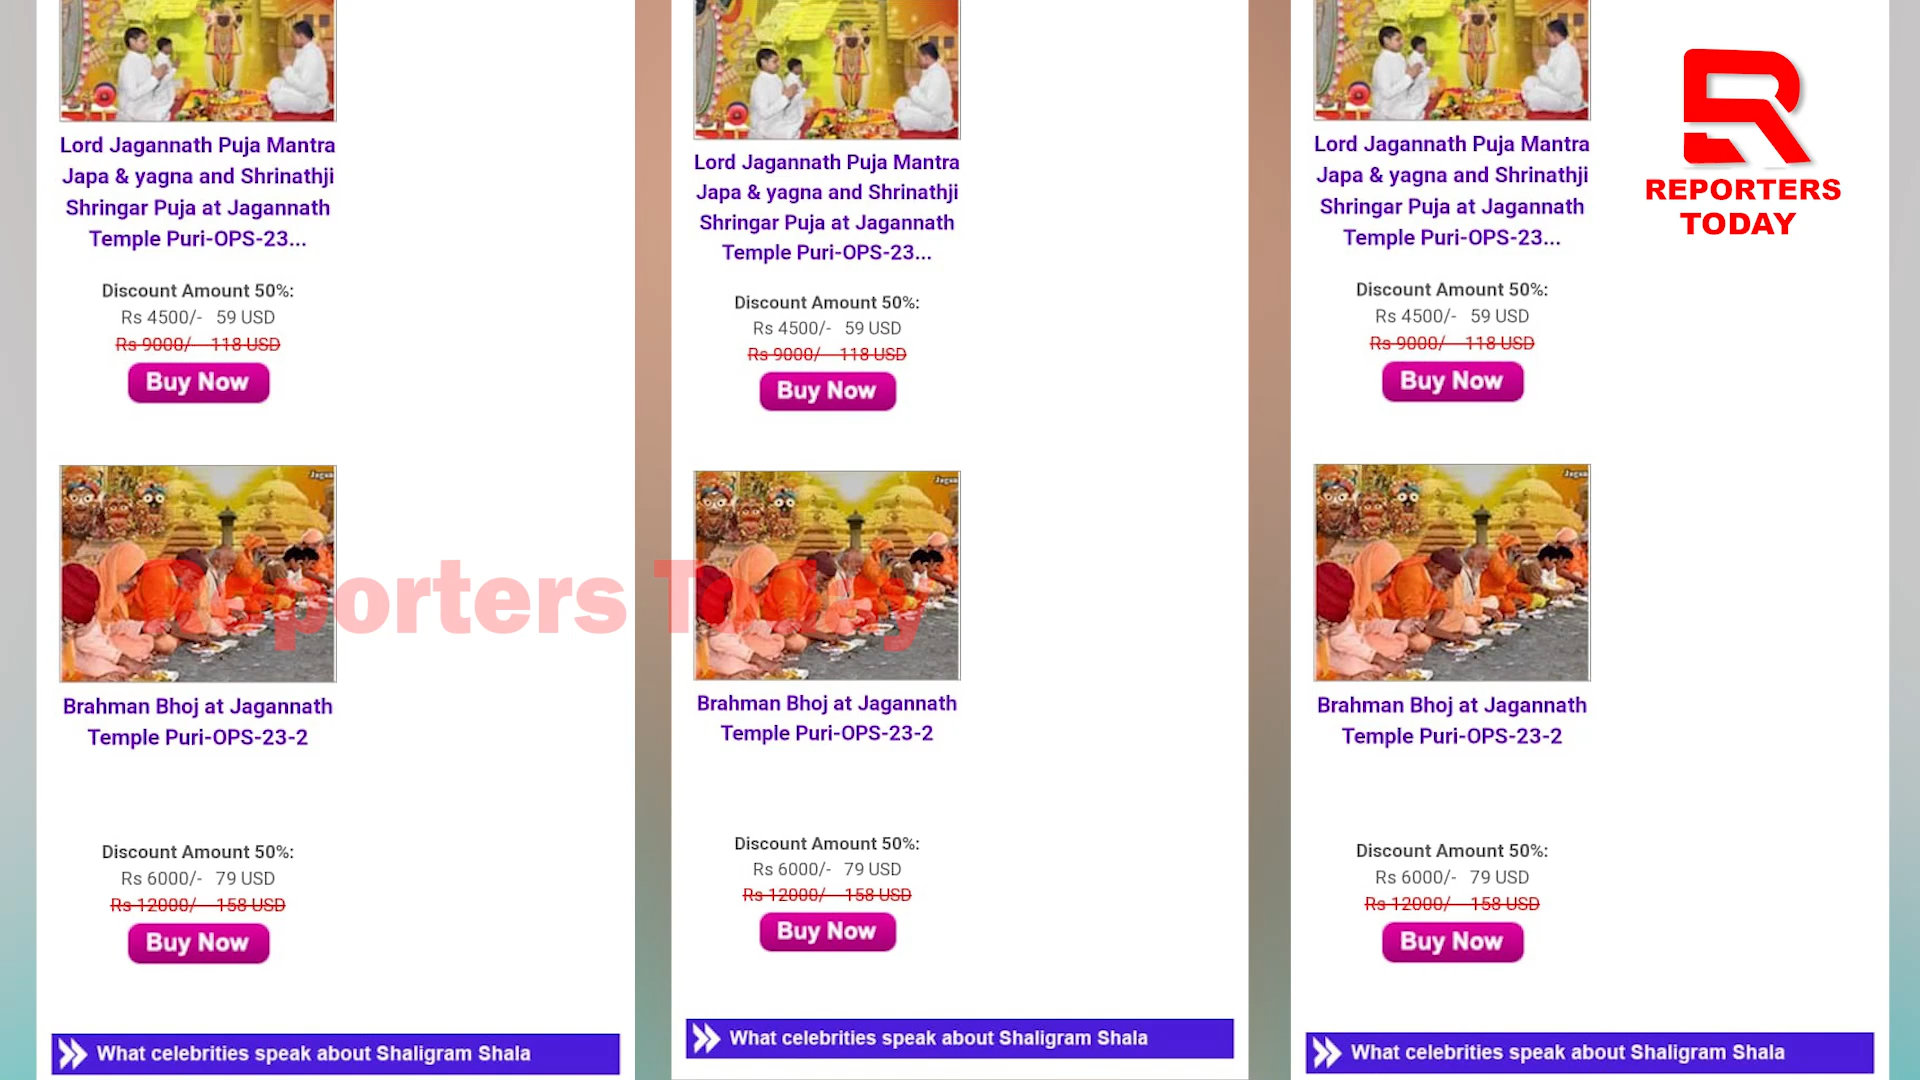 Lord Jagannath Puja Mantra
Japa & yagna and Shrinathji
Shringar Puja at Jagannath
Temple Puri-OPS-23...
Discount Amount 50%:
Rs 4500/- 59 USD
Rs 9000/- 118 USD
Buy Now
Jagan
Brahman Bhoj at Jagannath
Temple Puri-OPS-23-2
Discount Amount 50%:
Rs 6000/- 79 USD
Rs 12000/- 158 USD
Buy Now
What celebrities speak about Shaligram Shala
Lord Jagannath Puja Mantra
Japa & yagna and Shrinathji
Shringar Puja at Jagannath
Temple Puri-OPS-23...
Discount Amount 50%:
Rs 4500/- 59 USD
Rs 9000/- 118 USD
Buy Now
Jagan
Brahman Bhoj at Jagannath
Temple Puri-OPS-23-2
Discount Amount 50%:
Rs 6000/- 79 USD
Rs 12000/- 158 USD
Buy Now
What celebrities speak about Shaligram Shala
Lord Jagannath Puja Mantra
Japa & yagna and Shrinathji
Shringar Puja at Jagannath
Temple Puri-OPS-23...
Discount Amount 50%:
Rs 4500/- 59 USD
Rs 9000/- 118 USD
Buy Now
Jagan
Brahman Bhoj at Jagannath
Temple Puri-OPS-23-2
Discount Amount 50%:
Rs 6000/- 79 USD
Rs 12000/- 158 USD
Buy Now
What celebrities speak about Shaligram Shala
REPORTERS
TODAY
Reporters Today